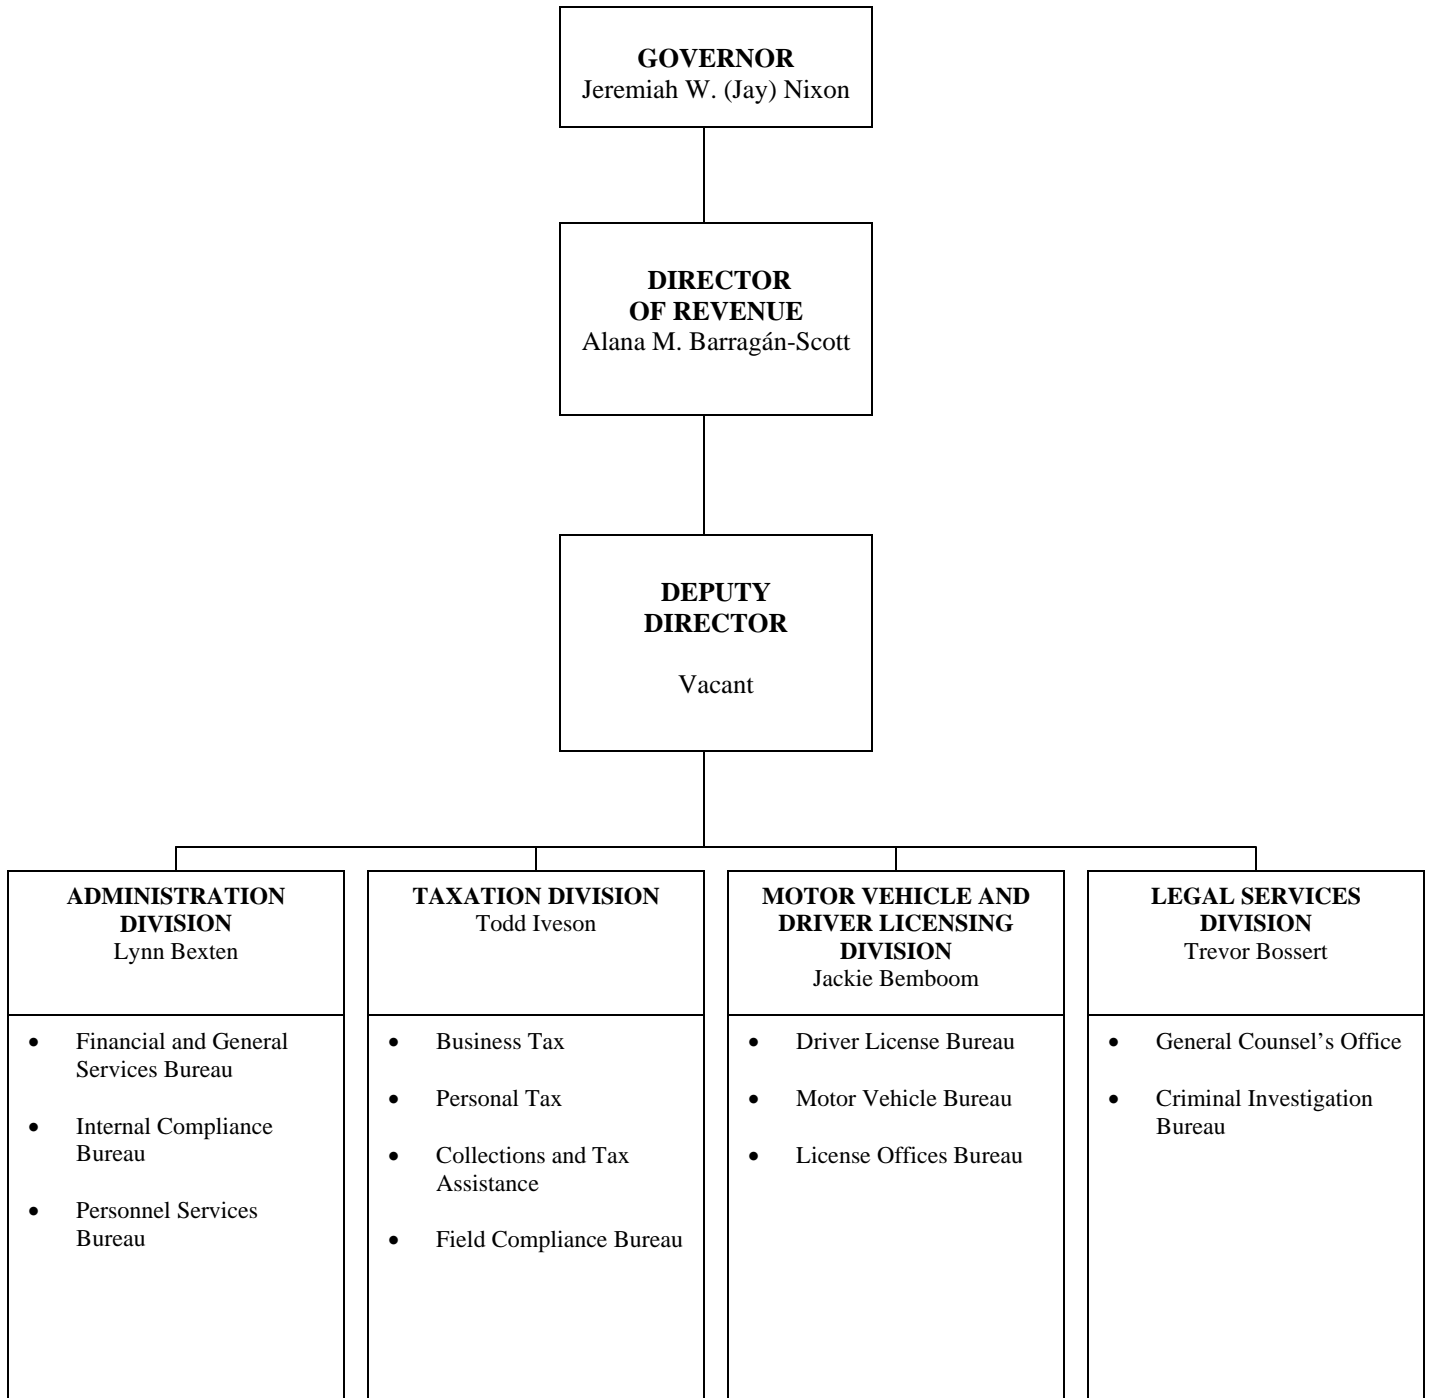 GOVERNOR
Jeremiah W. (Jay) Nixon
DIRECTOR
OF REVENUE
Alana M. Barragán-Scott
DEPUTY
DIRECTOR
Vacant
ADMINISTRATION
DIVISION
Lynn Bexten
• Financial and General
Services Bureau
• Internal Compliance
Bureau
• Personnel Services
Bureau
TAXATION DIVISION
Todd Iveson
• Business Tax
• Personal Tax
• Collections and Tax
Assistance
• Field Compliance Bureau
MOTOR VEHICLE AND
DRIVER LICENSING
DIVISION
Jackie Bemboom
• Driver License Bureau
• Motor Vehicle Bureau
• License Offices Bureau
LEGAL SERVICES
DIVISION
Trevor Bossert
• General Counsel’s Office
• Criminal Investigation
Bureau